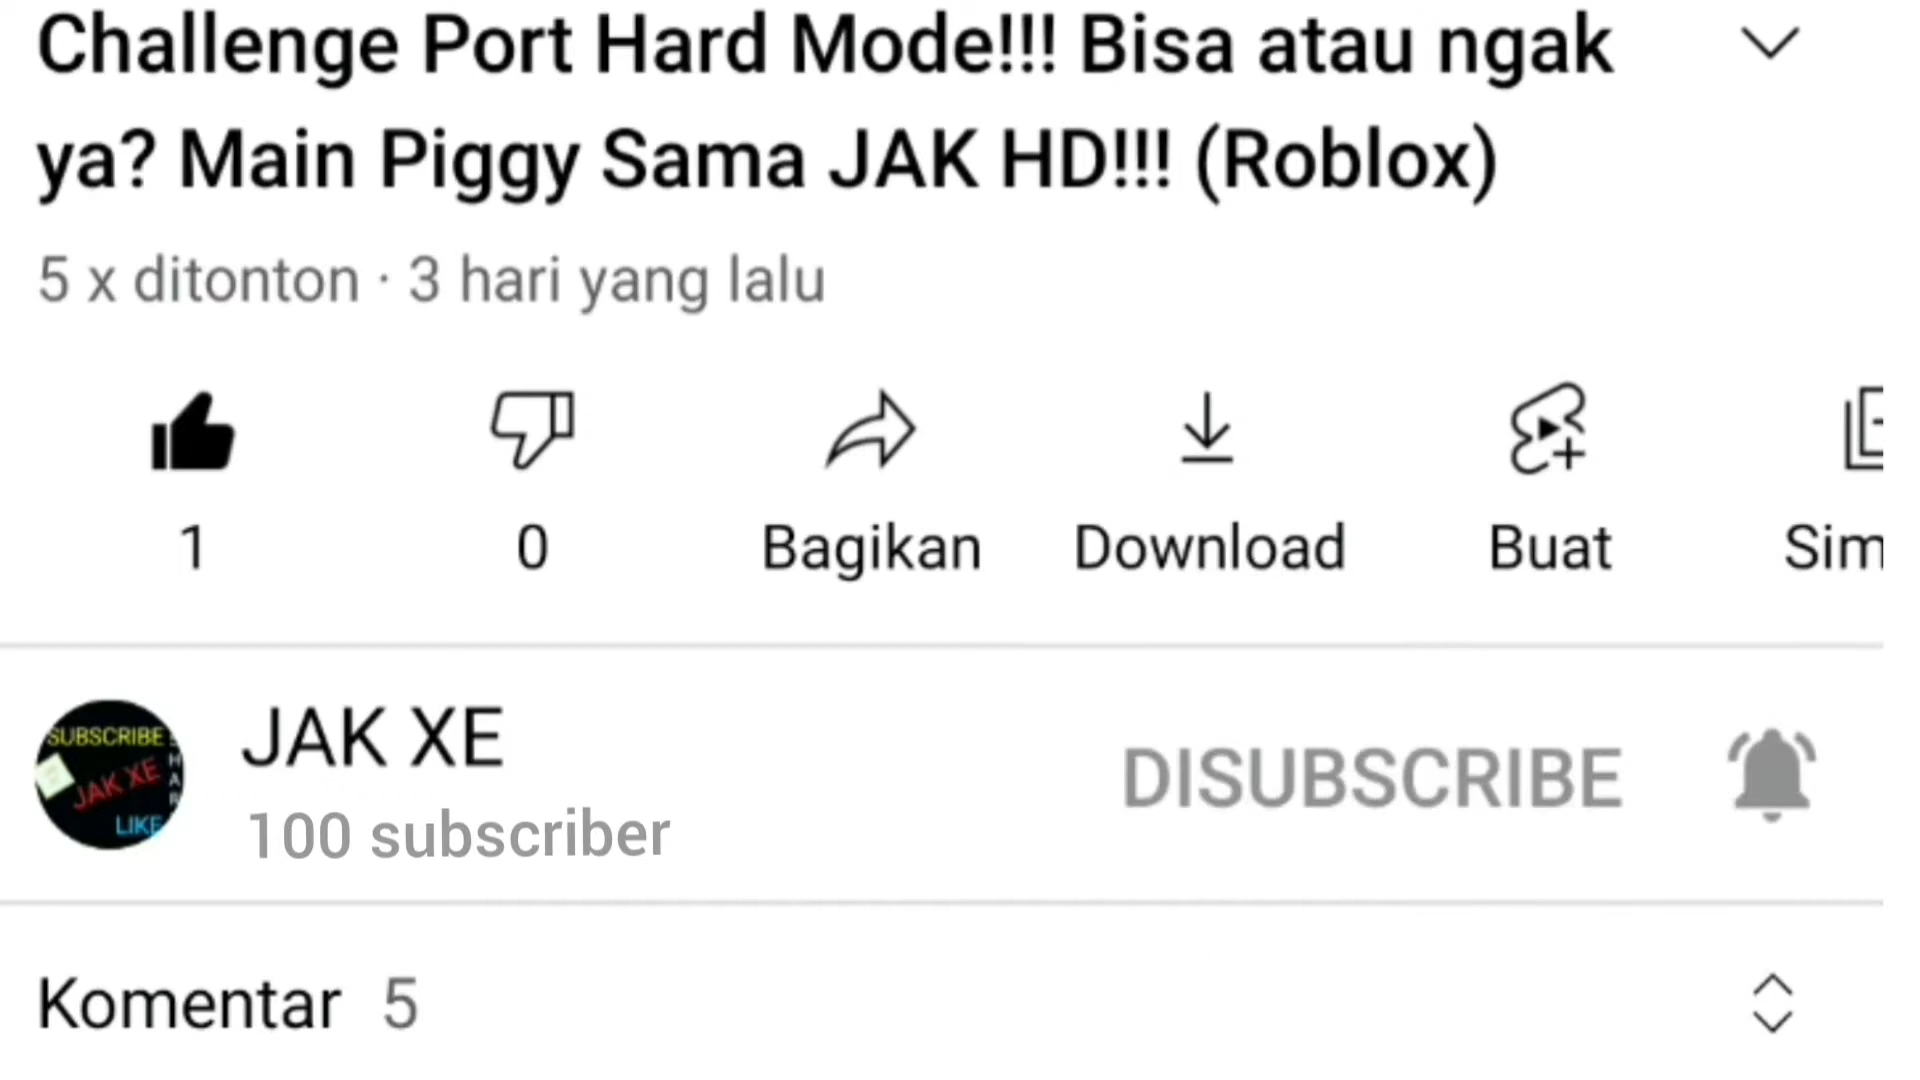 Challenge Port Hard Mode!!! Bisa atau ngak
ya? Main Piggy Sama JAK HD!!! (Roblox)
5 x ditonton · 3 hari yang lalu
1
0
Bagikan
Download
Buat
Sim
SUBSCRIBE
JAK XE
LIKE
JAK XE
100 subscriber
DISUBSCRIBE
Komentar 5